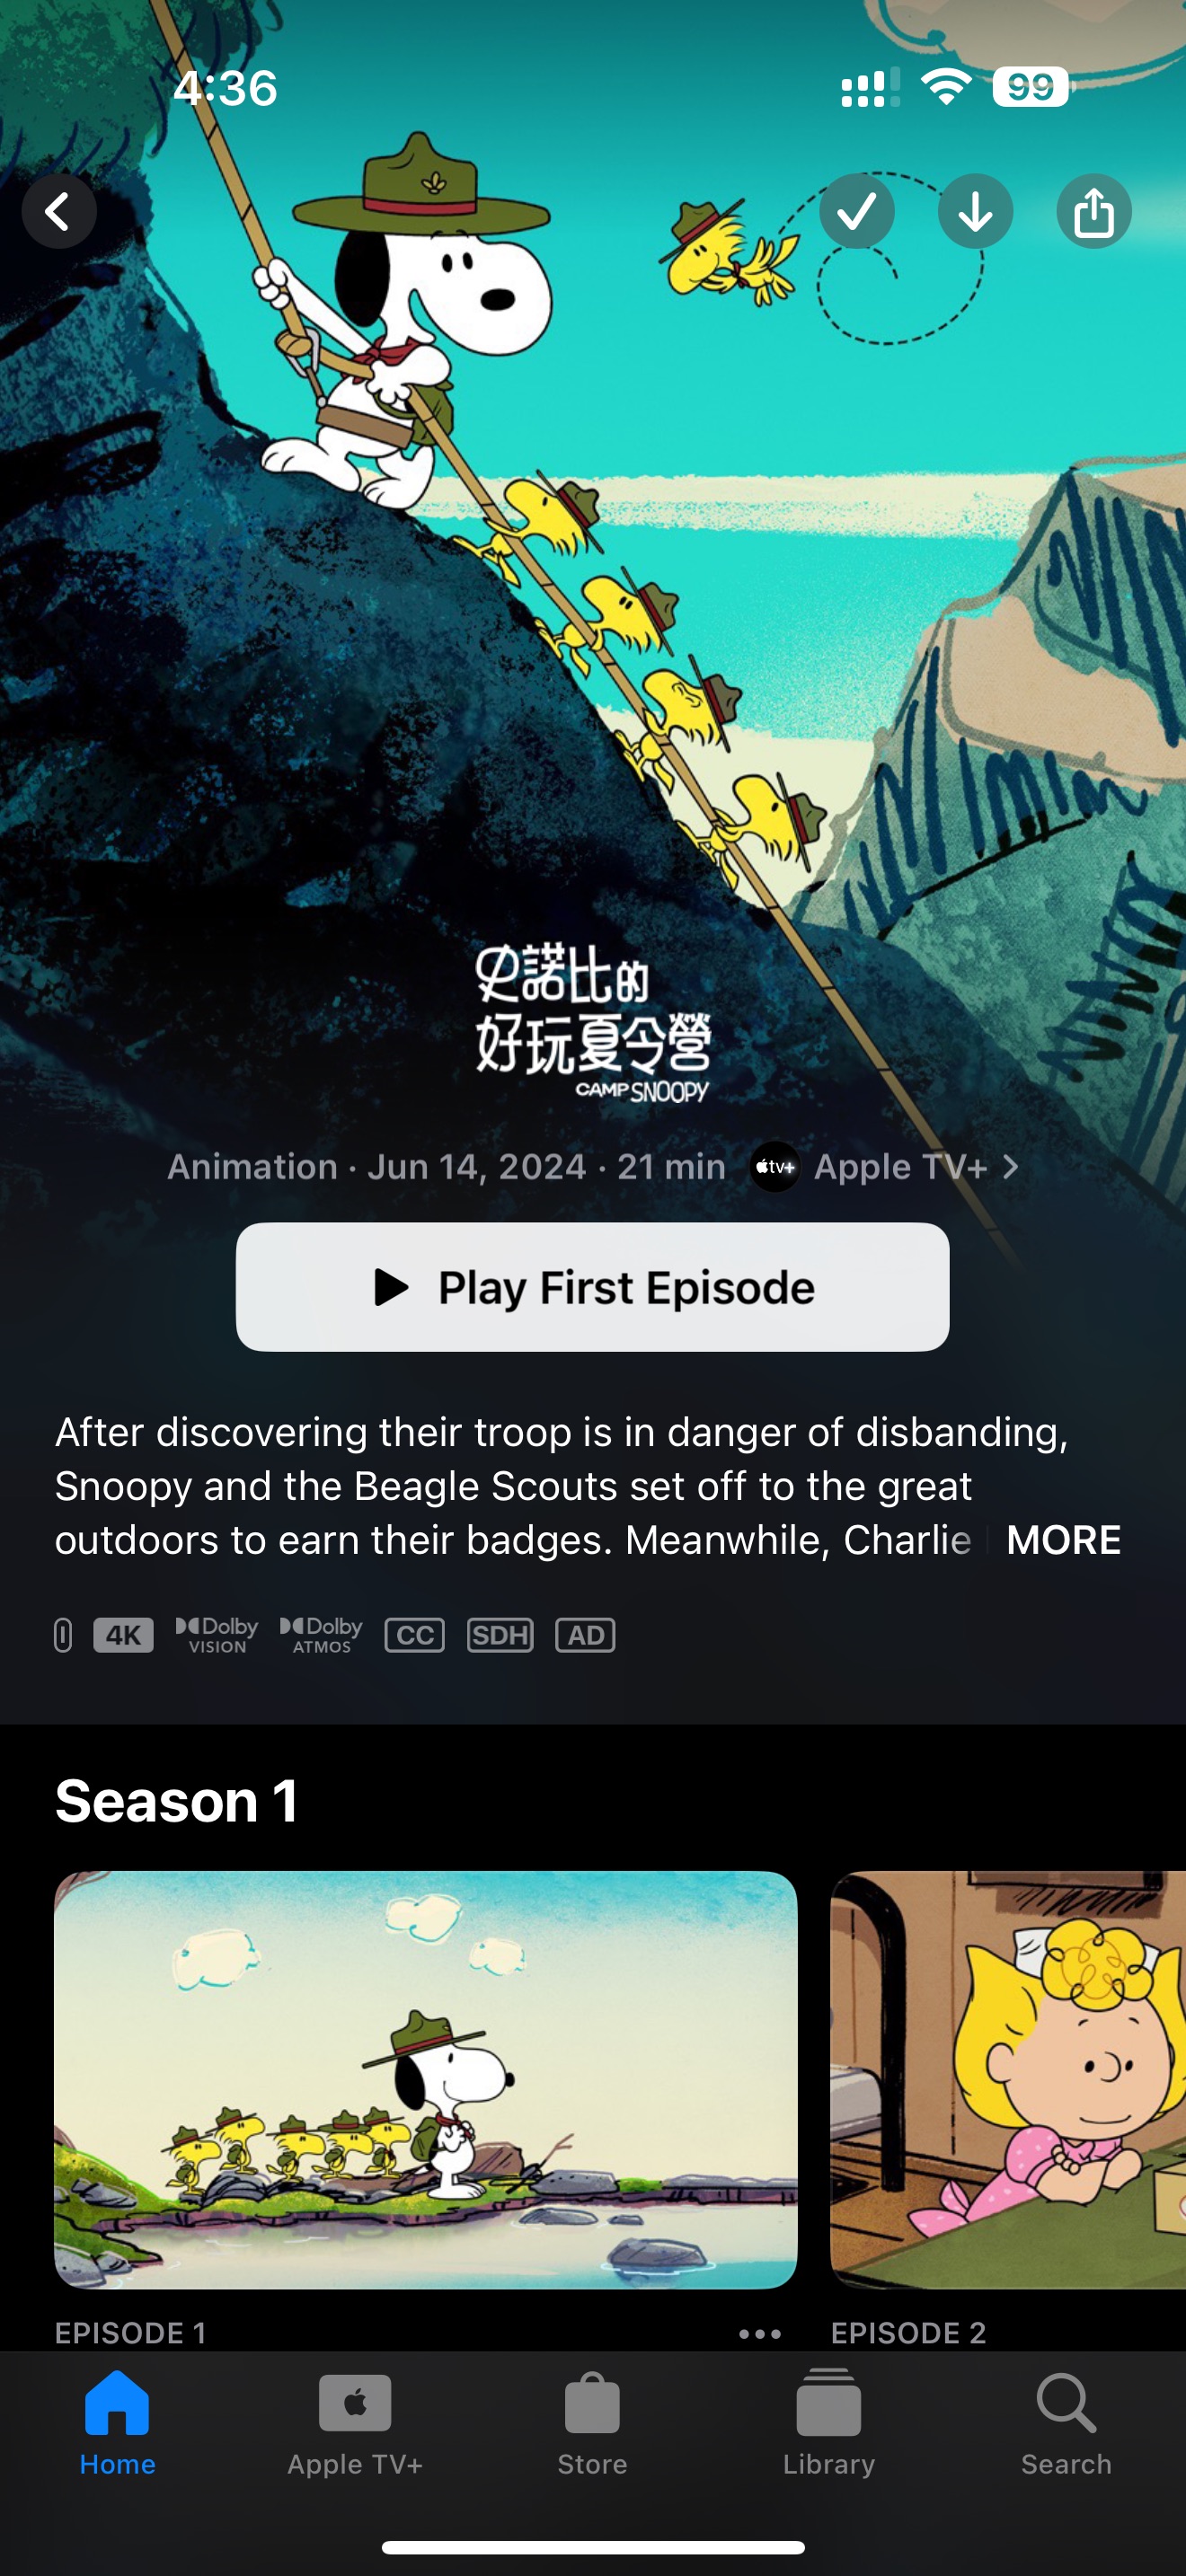 4:36
99
史諾比的
好玩夏令營
CAMP SNOOPY
Animation · Jun 14, 2024 · 21 min tv+ Apple TV+
Play First Episode
After discovering their troop is in danger of disbanding,
Snoopy and the Beagle Scouts set off to the great
outdoors to earn their badges. Meanwhile, Charlie MORE
4K Dolby VISION Dolby ATMOS CC SDH AD
Season 1
EPISODE 1
EPISODE 2
Home
Apple TV+
Store
Library
Search